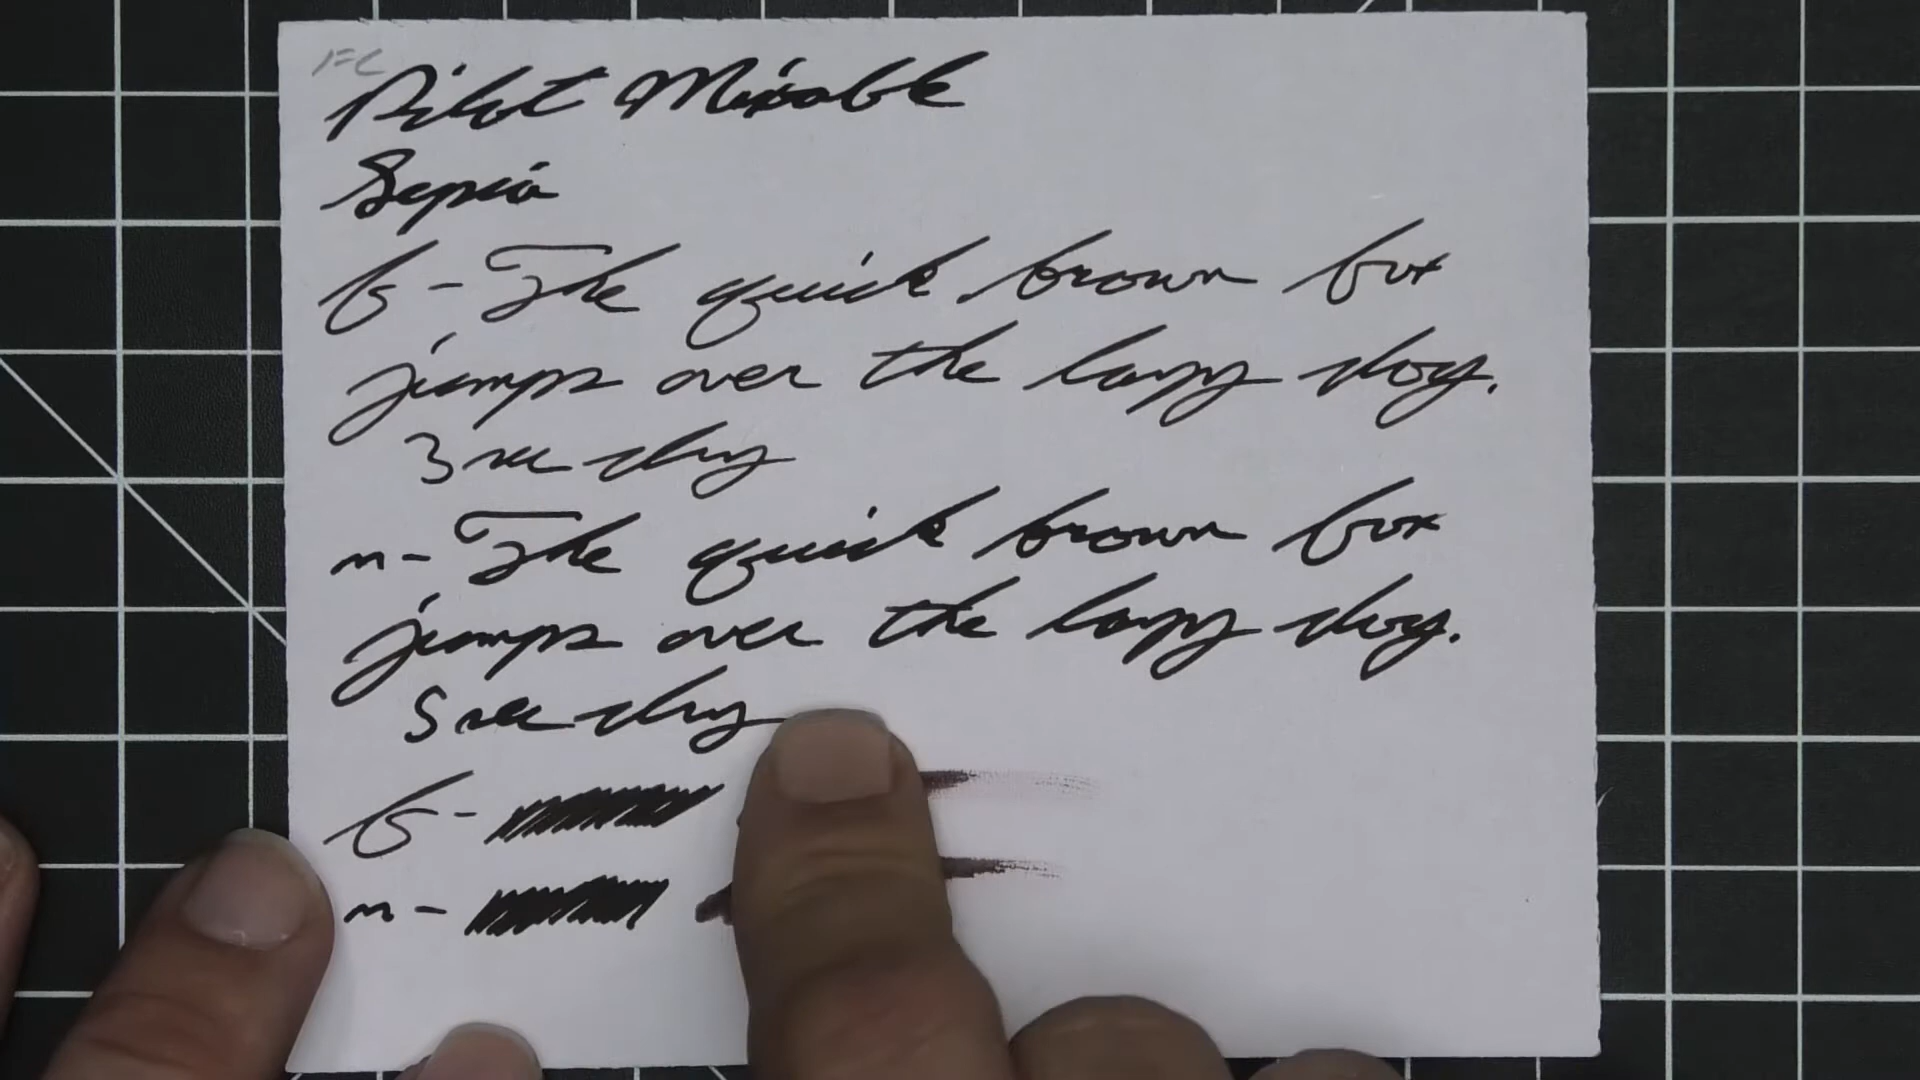 FC
Pilot Mixable
Sepia
f - The quick brown fox
jumps over the lazy dog.
3 sec dry
m - The quick brown fox
jumps over the lazy dog.
5 sec dry
f -
m -